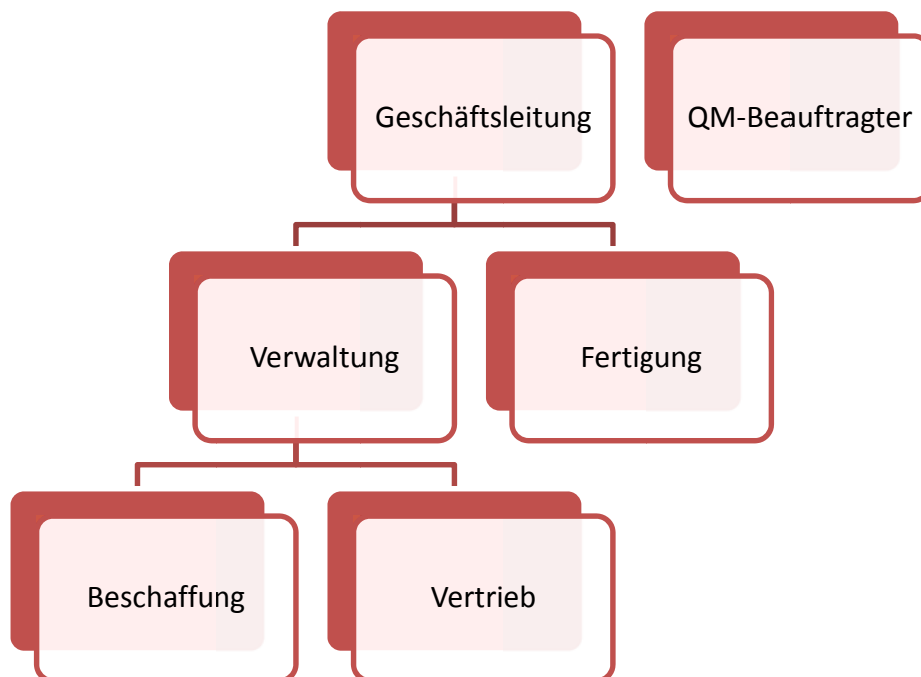 Geschäftsleitung
QM-Beauftragter
Verwaltung
Fertigung
Beschaffung
Vertrieb